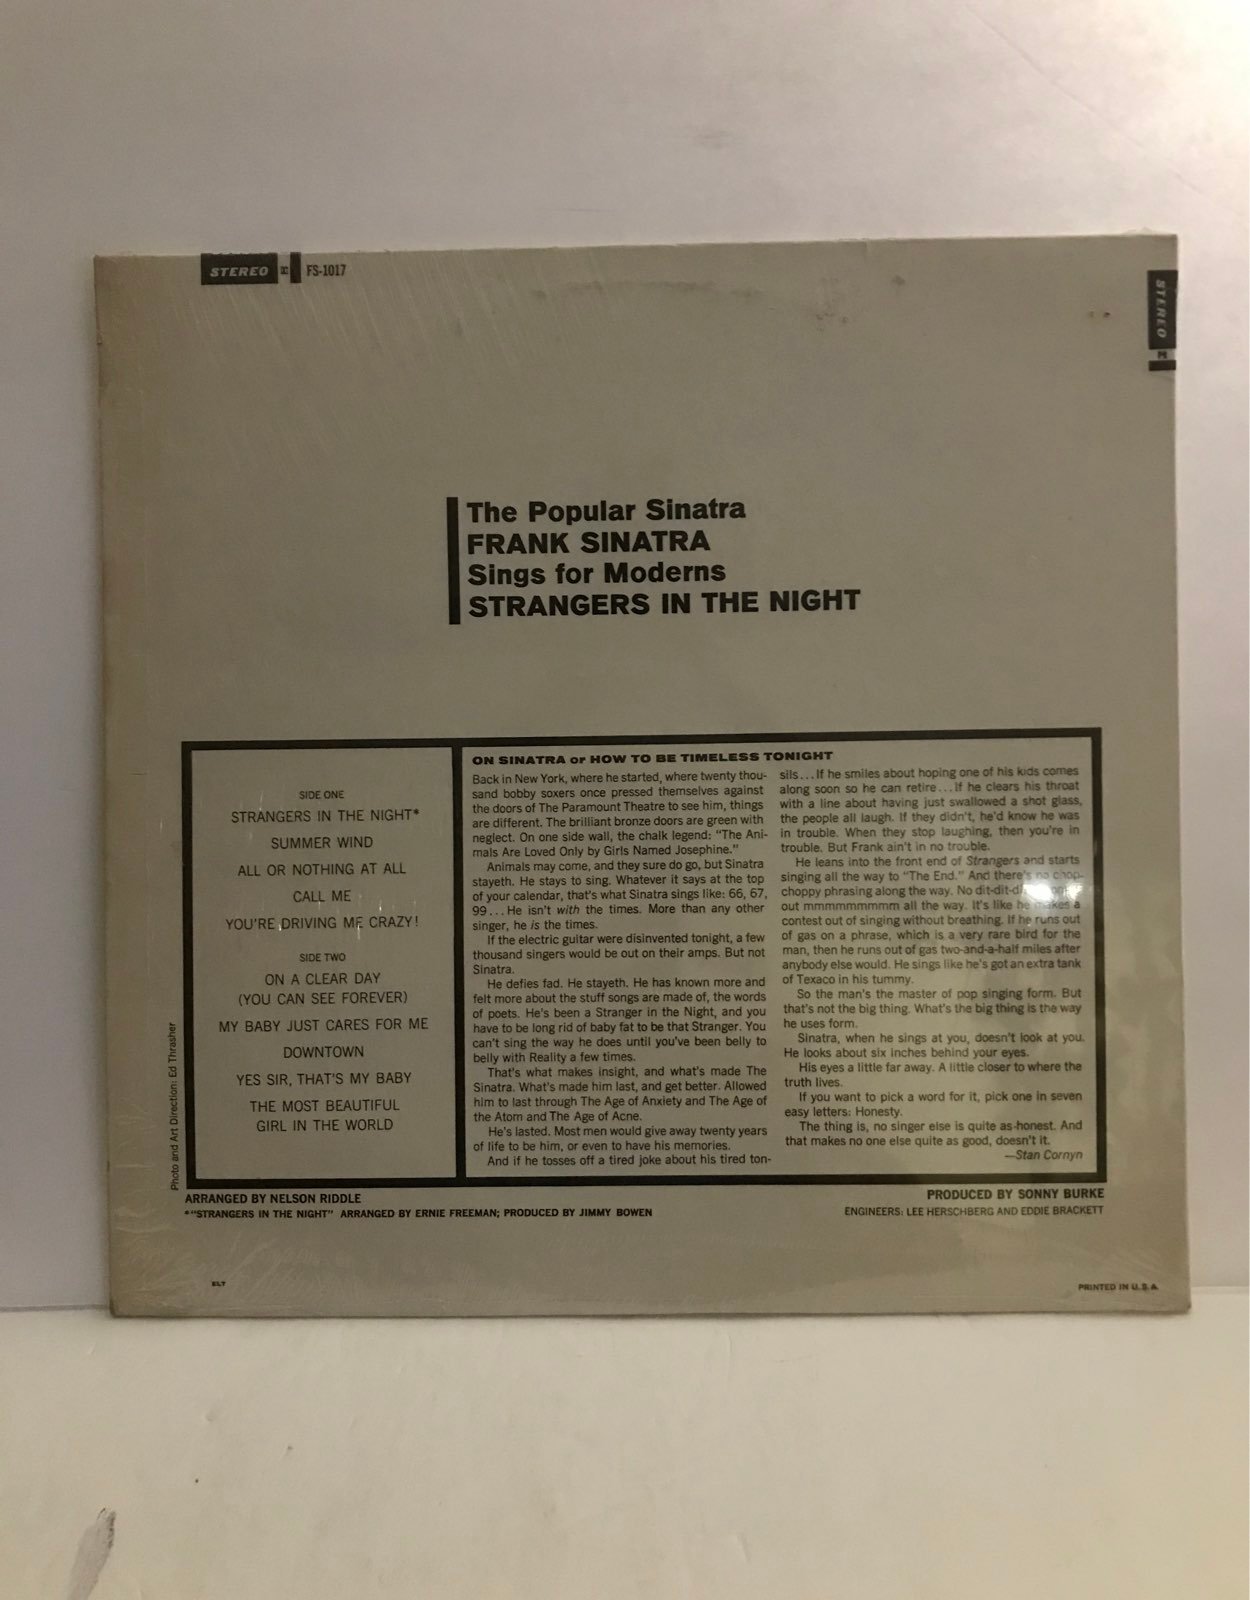 STEREO FS-1017
STEREO
The Popular Sinatra
FRANK SINATRA
Sings for Moderns
STRANGERS IN THE NIGHT
SIDE ONE
STRANGERS IN THE NIGHT*
SUMMER WIND
ALL OR NOTHING AT ALL
CALL ME
YOU'RE DRIVING ME CRAZY!
SIDE TWO
ON A CLEAR DAY
(YOU CAN SEE FOREVER)
MY BABY JUST CARES FOR ME
DOWNTOWN
YES SIR, THAT'S MY BABY
THE MOST BEAUTIFUL
GIRL IN THE WORLD
ON SINATRA or HOW TO BE TIMELESS TONIGHT
Back in New York, where he started, where twenty thou-
sand bobby soxers once pressed themselves against
the doors of The Paramount Theatre to see him, things
are different. The brilliant bronze doors are green with
neglect. On one side wall, the chalk legend: "The Ani-
mals Are Loved Only by Girls Named Josephine."
Animals may come, and they sure do go, but Sinatra
stayeth. He stays to sing. Whatever it says at the top
of your calendar, that's what Sinatra sings like: 66, 67,
99... He isn't with the times. More than any other
singer, he is the times.
If the electric guitar were disinvented tonight, a few
thousand singers would be out on their amps. But not
Sinatra.
He defies fad. He stayeth. He has known more and
felt more about the stuff songs are made of, the words
of poets. He's been a Stranger in the Night, and you
have to be long rid of baby fat to be that Stranger. You
can't sing the way he does until you've been belly to
belly with Reality a few times.
That's what makes insight, and what's made The
Sinatra. What's made him last, and get better. Allowed
him to last through The Age of Anxiety and The Age of
the Atom and The Age of Acne.
He's lasted. Most men would give away twenty years
of life to be him, or even to have his memories.
And if he tosses off a tired joke about his tired ton-
sils...If he smiles about hoping one of his kids comes
along soon so he can retire...If he clears his throat
with a line about having just swallowed a shot glass,
the people all laugh. If they didn't, he'd know he was
in trouble. When they stop laughing, then you're in
trouble. But Frank ain't in no trouble.
He leans into the front end of Strangers and starts
singing all the way to "The End." And there's no chop-
choppy phrasing along the way. No dit-dit-
out mmmmmmmmm all the way. It's like he makes a
contest out of singing without breathing. If he runs out
of gas on a phrase, which is a very rare bird for the
man, then he runs out of gas two-and-a-half miles after
anybody else would. He sings like he's got an extra tank
of Texaco in his tummy.
So the man's the master of pop singing form. But
that's not the big thing. What's the big thing is the way
he uses form.
Sinatra, when he sings at you, doesn't look at you.
He looks about six inches behind your eyes.
His eyes a little far away. A little closer to where the
truth lives.
If you want to pick a word for it, pick one in seven
easy letters: Honesty.
The thing is, no singer else is quite as honest. And
that makes no one else quite as good, doesn't it.
—Stan Cornyn
Photo and Art Direction: Ed Thrasher
ARRANGED BY NELSON RIDDLE
PRODUCED BY SONNY BURKE
*"STRANGERS IN THE NIGHT" ARRANGED BY ERNIE FREEMAN; PRODUCED BY JIMMY BOWEN
ENGINEERS: LEE HERSCHBERG AND EDDIE BRACKETT
ELT
PRINTED IN U.S.A.